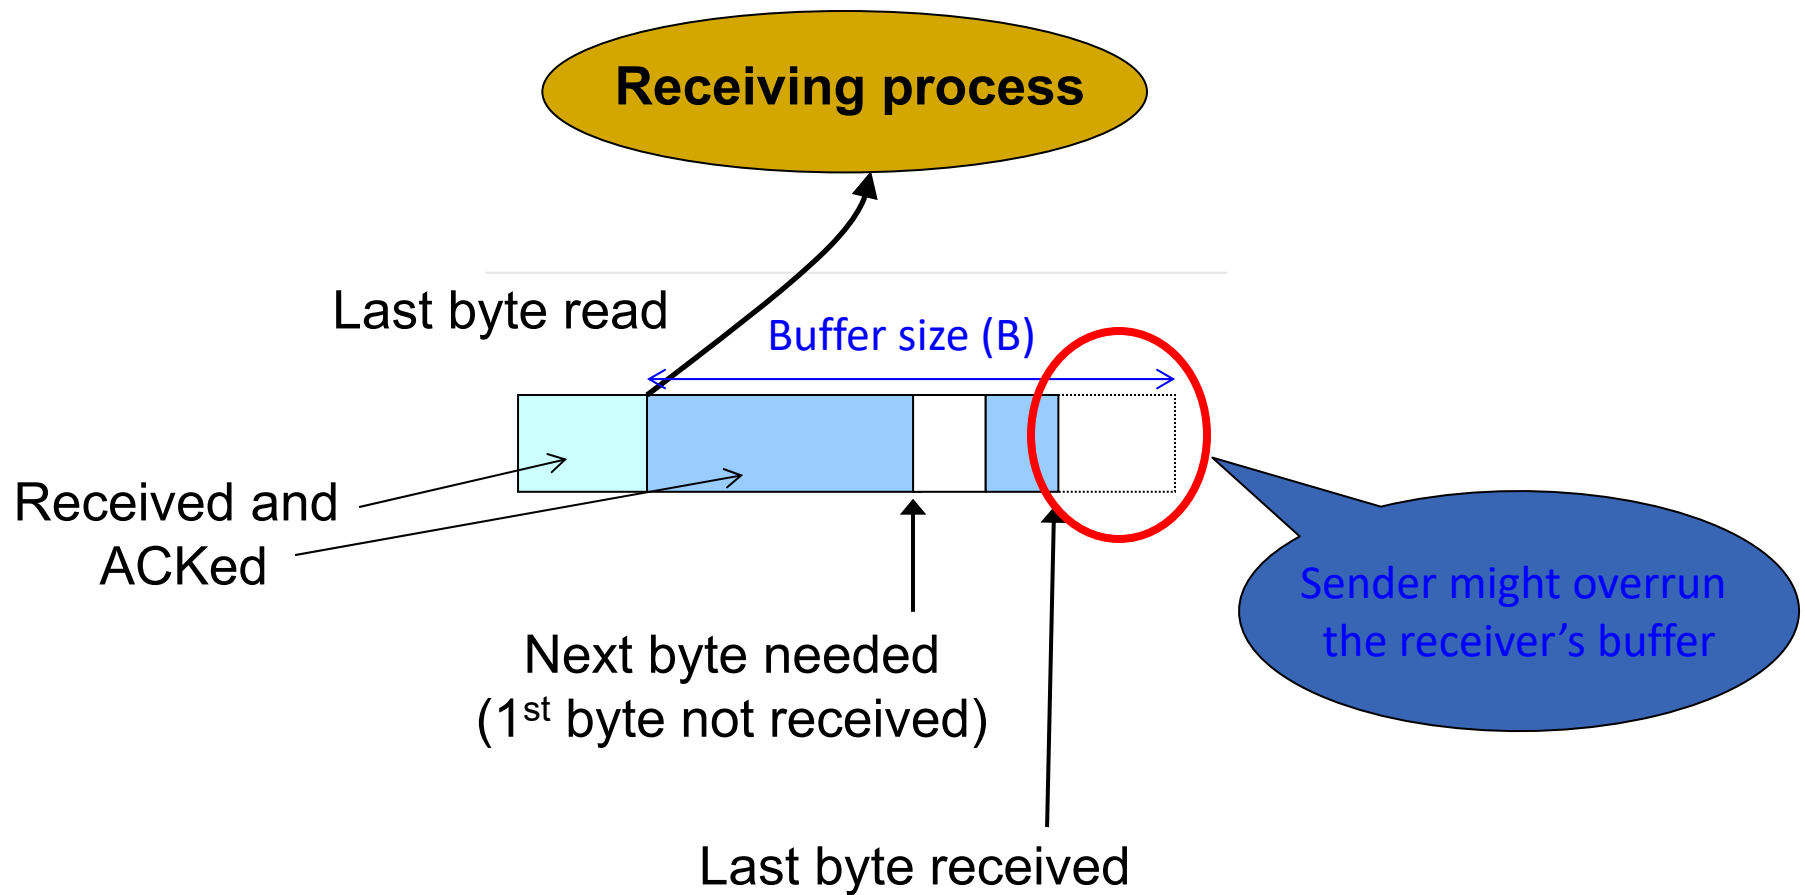 Receiving process
Last byte read
Buffer size (B)
Received and
ACKed
Sender might overrun
the receiver’s buffer
Next byte needed
(1st byte not received)
Last byte received